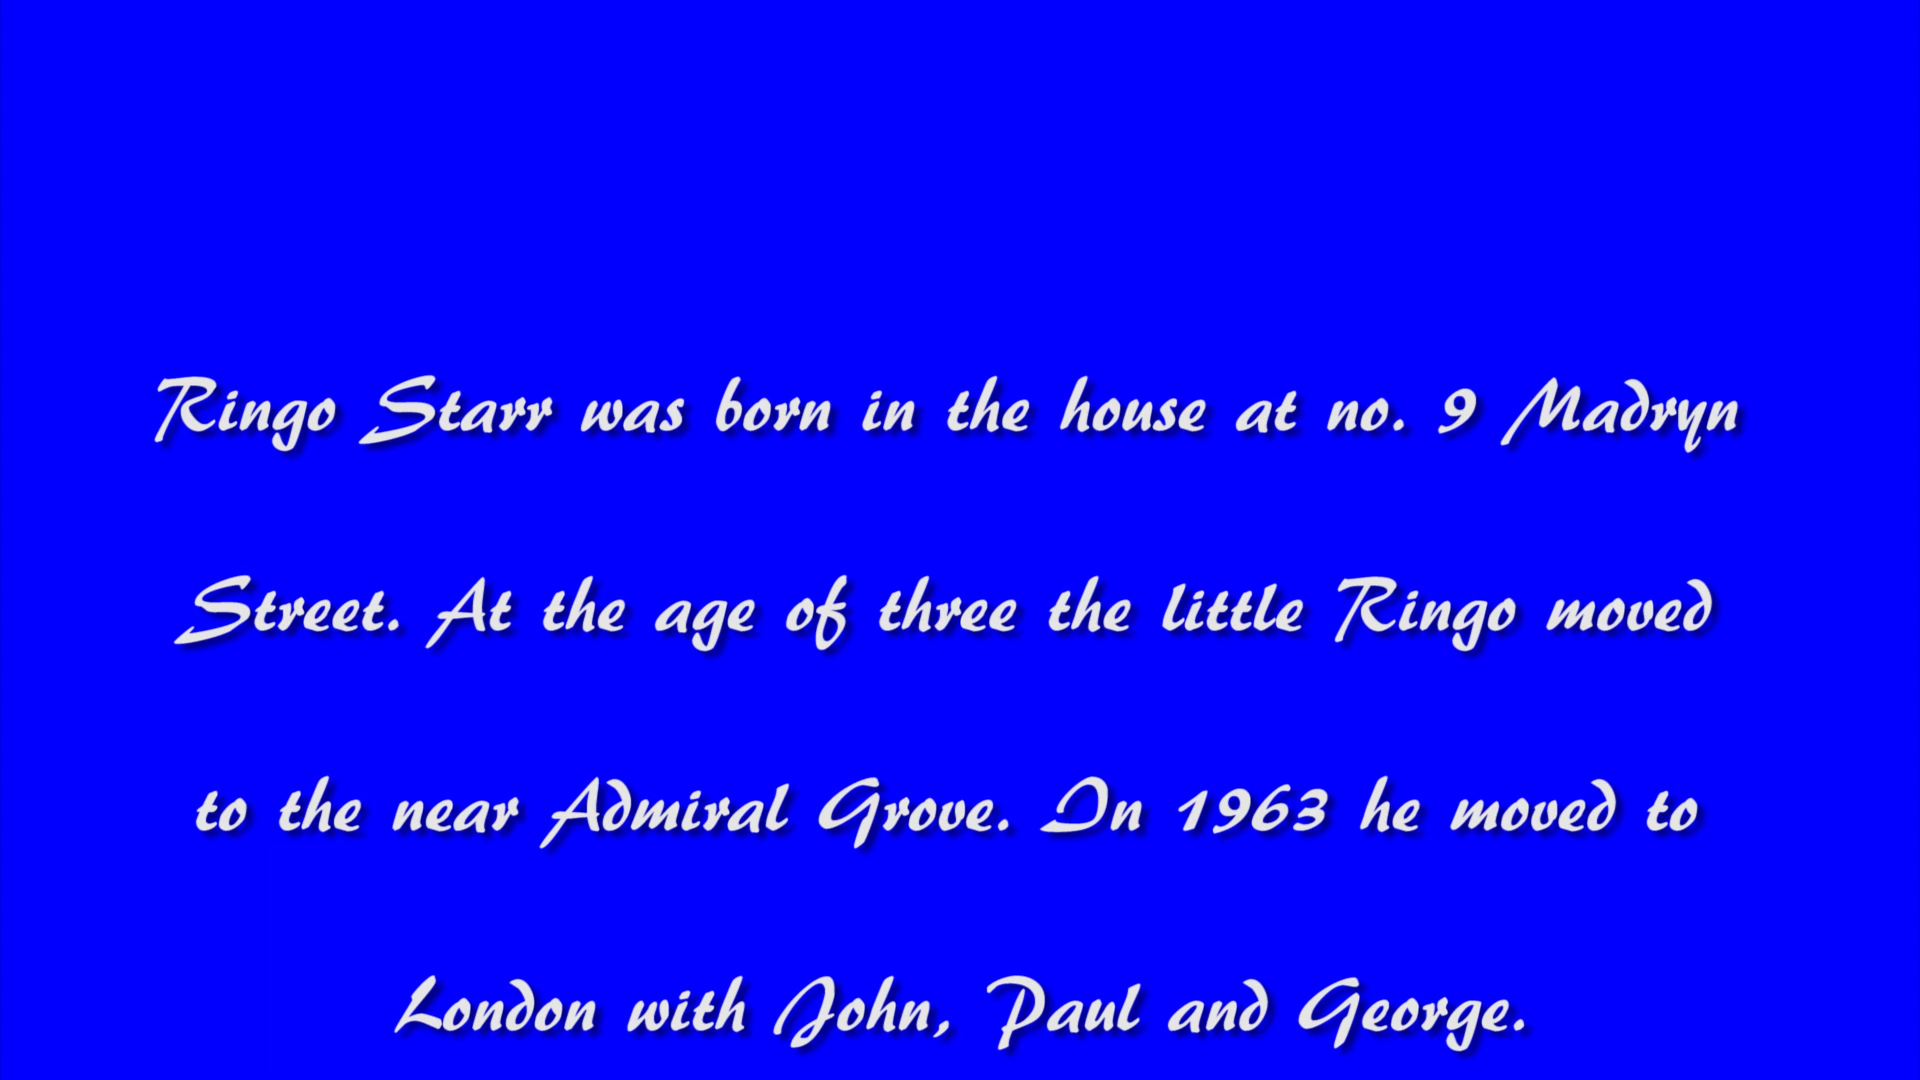 Ringo Starr was born in the house at no. 9 Madryn
Street. At the age of three the little Ringo moved
to the near Admiral Grove. In 1963 he moved to
London with John, Paul and George.